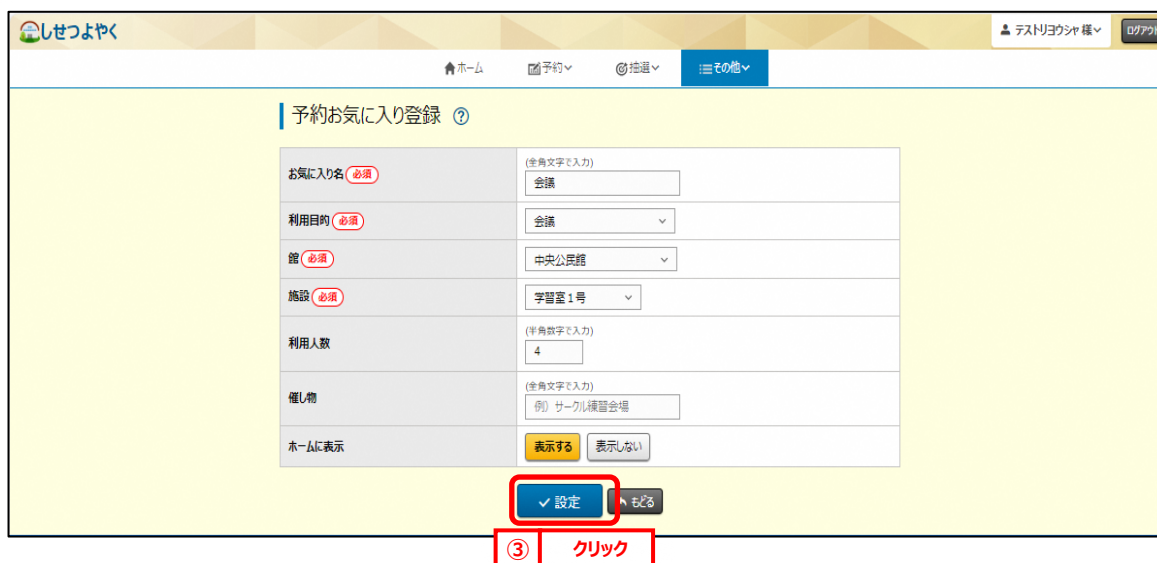 しせつよやく
テストリヨウシャ 様
ログアウト
ホーム 予約 抽選 その他
予約お気に入り登録 ?
お気に入り名 必須 (全角文字で入力)
会議
利用目的 必須 会議
館 必須 中央公民館
施設 必須 学習室１号
利用人数 (半角数字で入力)
4
催し物 (全角文字で入力)
例）サークル練習会場
ホームに表示 表示する 表示しない
設定 もどる
③ クリック